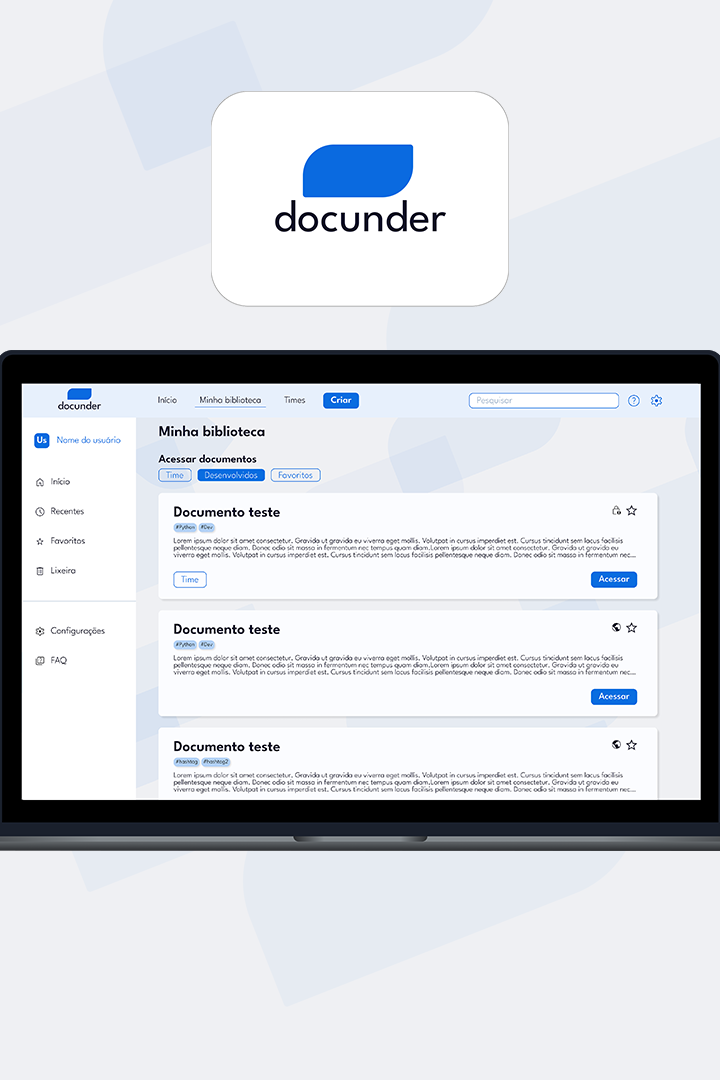 docunder
docunder
Início
Minha biblioteca
Times
Criar
Pesquisar
?
Us
Nome do usuário
Início
Recentes
Favoritos
Lixeira
Configurações
FAQ
Minha biblioteca
Acessar documentos
Time
Desenvolvidos
Favoritos
Documento teste
#Python #Dev
Lorem ipsum dolor sit amet consectetur. Gravida ut gravida eu viverra eget mollis. Volutpat in cursus imperdiet est. Cursus tincidunt sem lacus facilisis
pellentesque neque diam. Donec odio sit massa in fermentum nec tempus quam diam.Lorem ipsum dolor sit amet consectetur. Gravida ut gravida eu
viverra eget mollis. Volutpat in cursus imperdiet est. Cursus tincidunt sem lacus facilisis pellentesque neque diam. Donec odio sit massa in fermentum nec...
Time
Acessar
Documento teste
#Python #Dev
Lorem ipsum dolor sit amet consectetur. Gravida ut gravida eu viverra eget mollis. Volutpat in cursus imperdiet est. Cursus tincidunt sem lacus facilisis
pellentesque neque diam. Donec odio sit massa in fermentum nec tempus quam diam.Lorem ipsum dolor sit amet consectetur. Gravida ut gravida eu
viverra eget mollis. Volutpat in cursus imperdiet est. Cursus tincidunt sem lacus facilisis pellentesque neque diam. Donec odio sit massa in fermentum nec...
Acessar
Documento teste
#hashtag #hashtag2
Lorem ipsum dolor sit amet consectetur. Gravida ut gravida eu viverra eget mollis. Volutpat in cursus imperdiet est. Cursus tincidunt sem lacus facilisis
pellentesque neque diam. Donec odio sit massa in fermentum nec tempus quam diam.Lorem ipsum dolor sit amet consectetur. Gravida ut gravida eu
viverra eget mollis. Volutpat in cursus imperdiet est. Cursus tincidunt sem lacus facilisis pellentesque neque diam. Donec odio sit massa in fermentum nec...